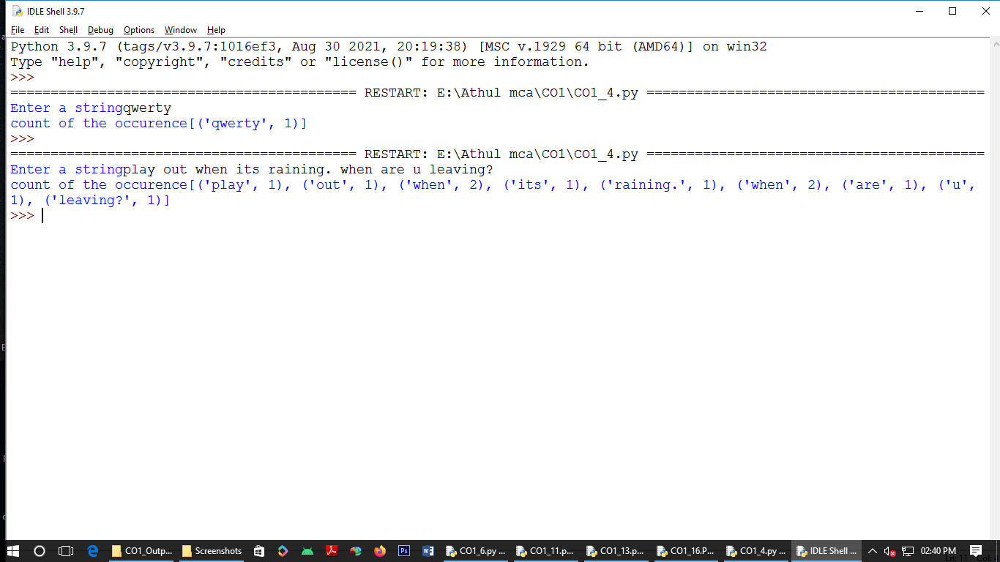 IDLE Shell 3.9.7
File Edit Shell Debug Options Window Help
Python 3.9.7 (tags/v3.9.7:1016ef3, Aug 30 2021, 20:19:38) [MSC v.1929 64 bit (AMD64)] on win32
Type "help", "copyright", "credits" or "license()" for more information.
>>>
=========================================== RESTART: E:\Athul mca\CO1\CO1_4.py ==========================================
Enter a stringqwerty
count of the occurence[('qwerty', 1)]
>>>
=========================================== RESTART: E:\Athul mca\CO1\CO1_4.py ==========================================
Enter a stringplay out when its raining. when are u leaving?
count of the occurence[('play', 1), ('out', 1), ('when', 2), ('its', 1), ('raining.', 1), ('when', 2), ('are', 1), ('u',
1), ('leaving?', 1)]
>>>
CO1_Outp... Screenshots Ps CO1_6.py ... CO1_11.p... CO1_13.p... CO1_16.P... CO1_4.py ... IDLE Shell ... 02:40 PM